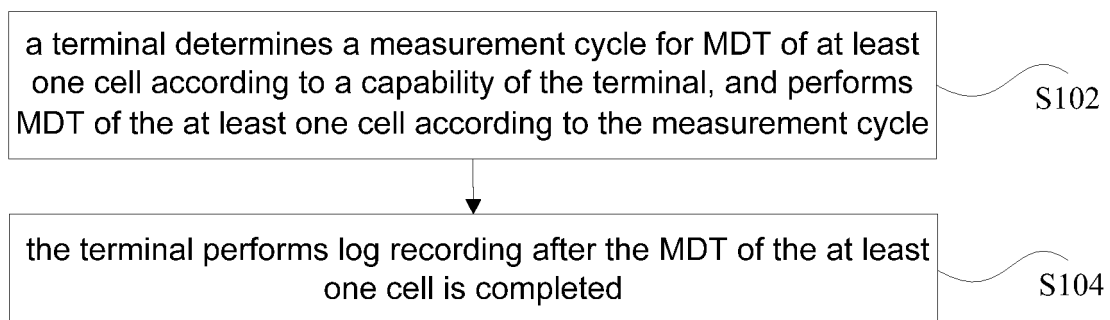 a terminal determines a measurement cycle for MDT of at least
one cell according to a capability of the terminal, and performs
MDT of the at least one cell according to the measurement cycle
S102
the terminal performs log recording after the MDT of the at least
one cell is completed
S104